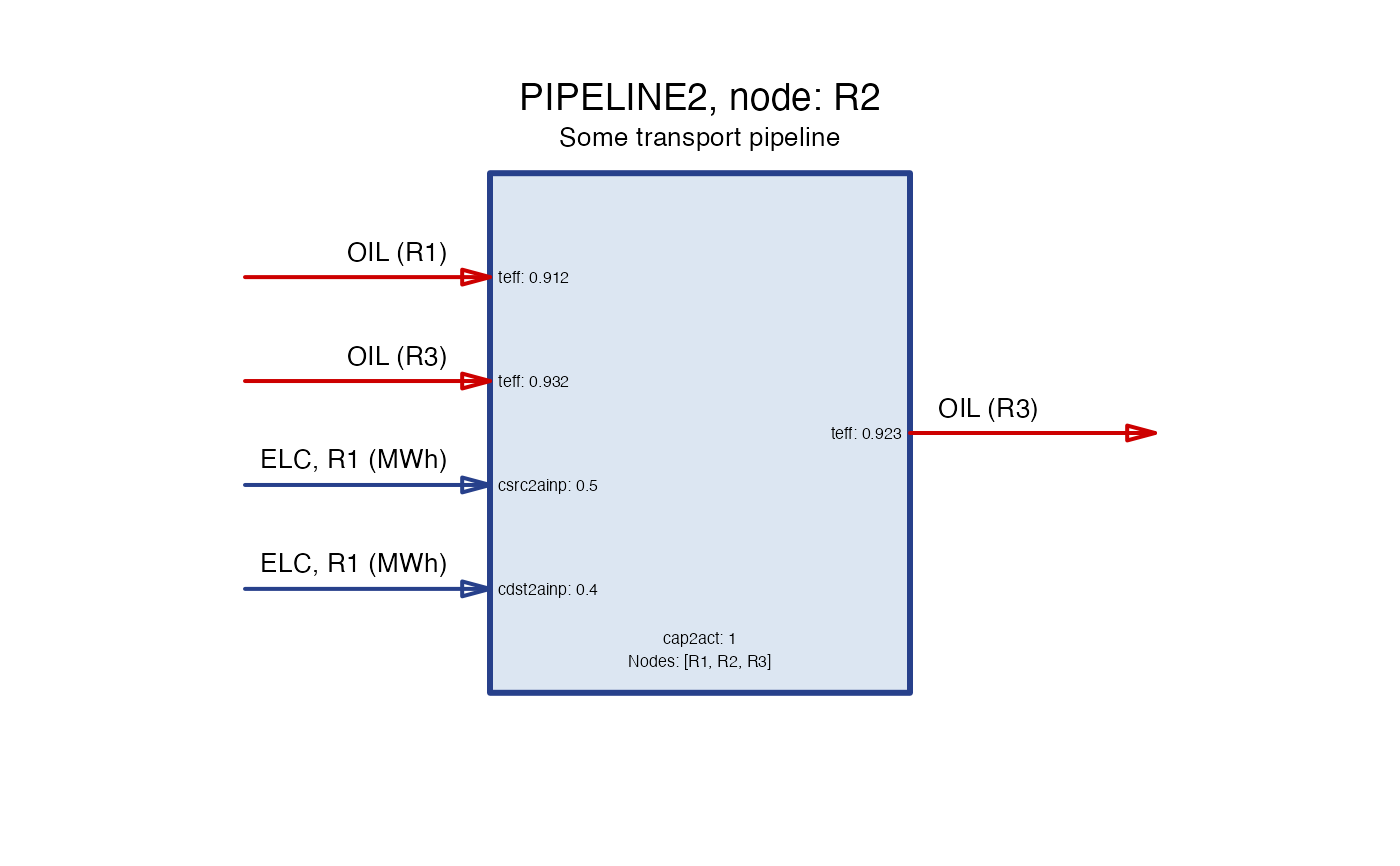 PIPELINE2, node: R2
Some transport pipeline
OIL (R1)
teff: 0.912
OIL (R3)
teff: 0.932
OIL (R3)
teff: 0.923
ELC, R1 (MWh)
csrc2ainp: 0.5
ELC, R1 (MWh)
cdst2ainp: 0.4
cap2act: 1
Nodes: [R1, R2, R3]